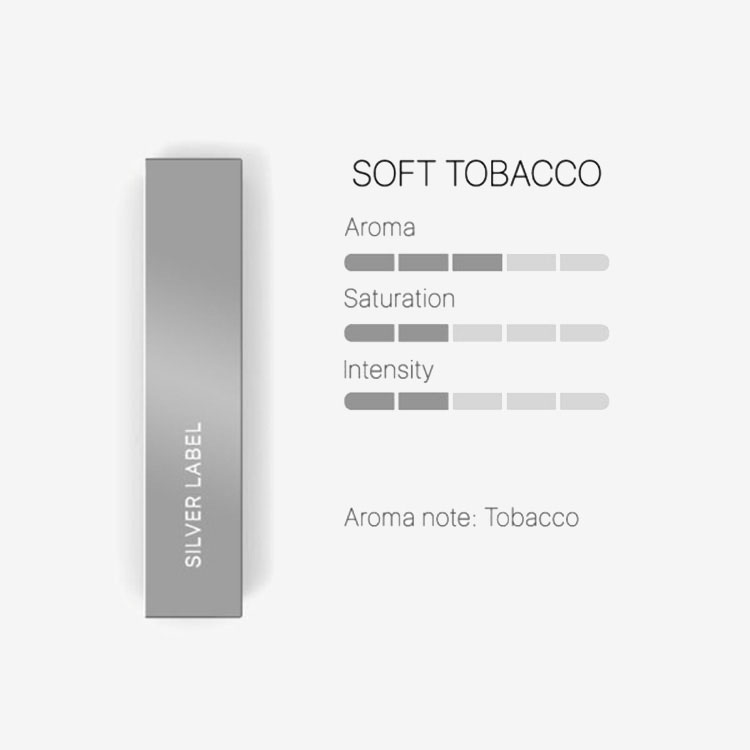 SILVER LABEL
SOFT TOBACCO
Aroma
Saturation
Intensity
Aroma note: Tobacco